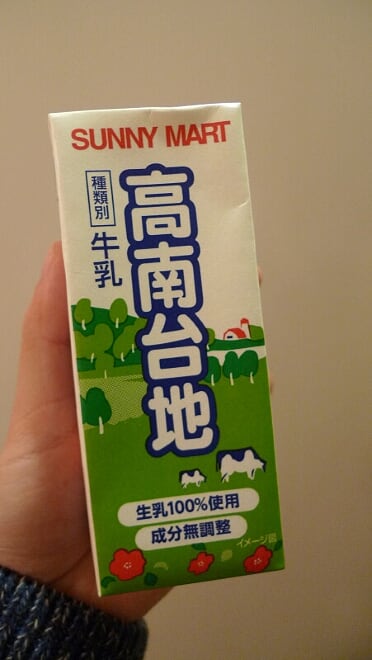 SUNNY MART
種類別
牛乳
高南台地
生乳100%使用
成分無調整
イメージ図